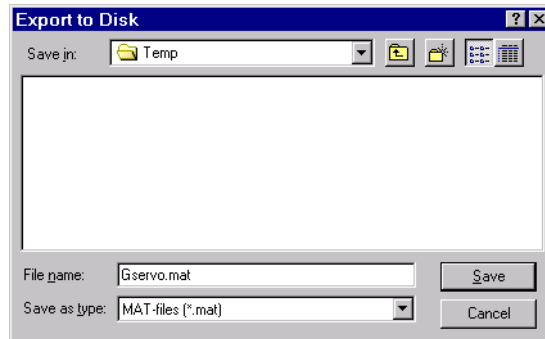 Export to Disk
Save in: Temp
File name: Gservo.mat Save
Save as type: MAT-files (*.mat) Cancel